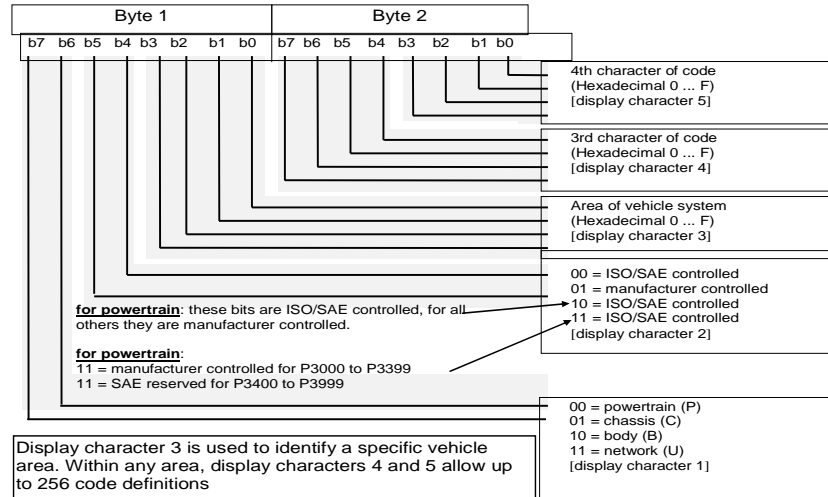 Byte 1 Byte 2
b7 b6 b5 b4 b3 b2 b1 b0 b7 b6 b5 b4 b3 b2 b1 b0
4th character of code
(Hexadecimal 0 ... F)
[display character 5]
3rd character of code
(Hexadecimal 0 ... F)
[display character 4]
Area of vehicle system
(Hexadecimal 0 ... F)
[display character 3]
00 = ISO/SAE controlled
01 = manufacturer controlled
10 = ISO/SAE controlled
11 = ISO/SAE controlled
[display character 2]
for powertrain: these bits are ISO/SAE controlled, for all
others they are manufacturer controlled.
for powertrain:
11 = manufacturer controlled for P3000 to P3399
11 = SAE reserved for P3400 to P3999
00 = powertrain (P)
01 = chassis (C)
10 = body (B)
11 = network (U)
[display character 1]
Display character 3 is used to identify a specific vehicle
area. Within any area, display characters 4 and 5 allow up
to 256 code definitions